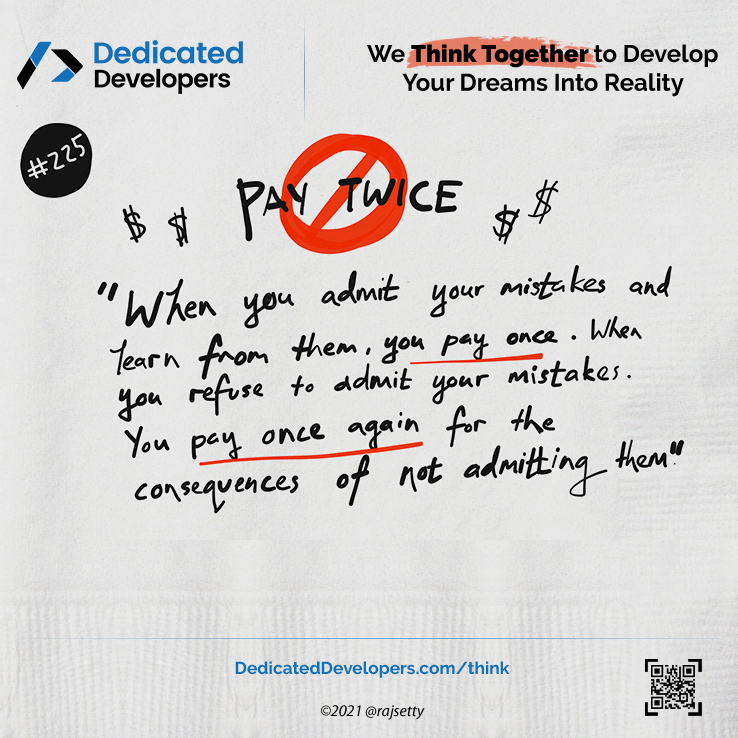 Dedicated
Developers
We Think Together to Develop
Your Dreams Into Reality
#225
PAY TWICE
$ $ $ $
"When you admit your mistakes and
learn from them, you pay once. When
you refuse to admit your mistakes.
You pay once again for the
consequences of not admitting them"
DedicatedDevelopers.com/think
©2021 @rajsetty